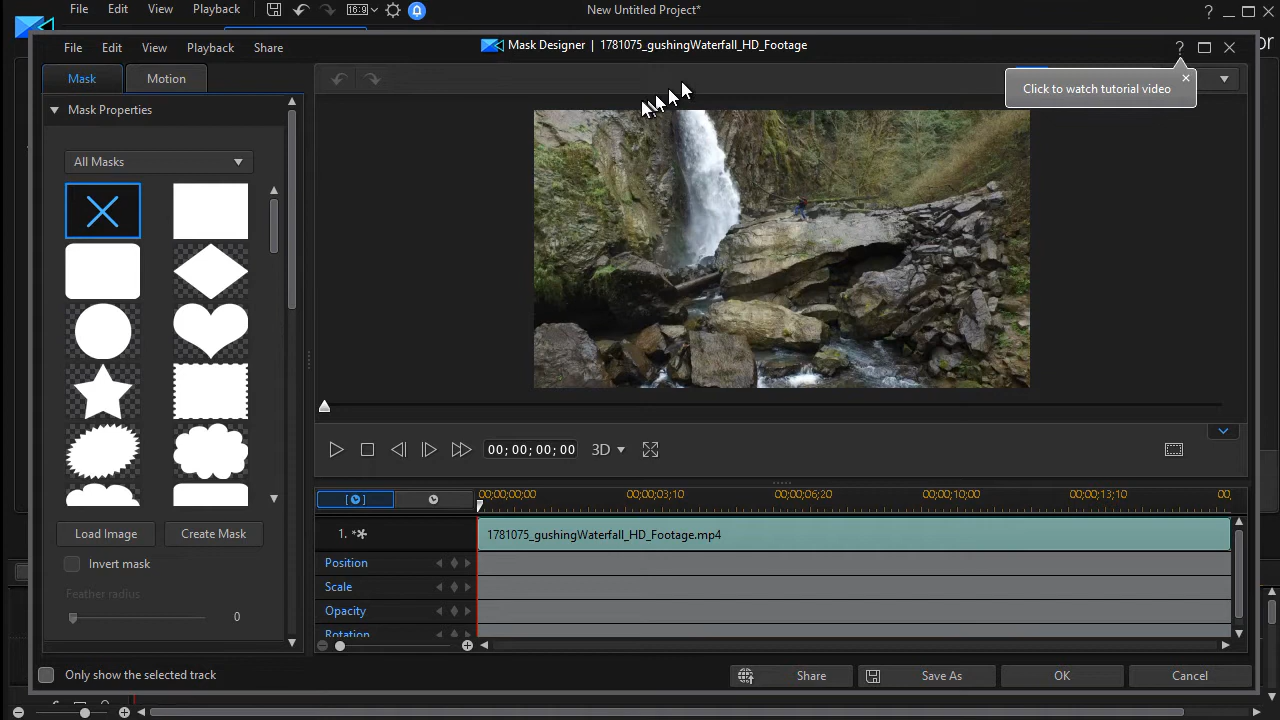 File Edit View Playback 16:9 New Untitled Project* ?
Mask Designer | 1781075_gushingWaterfall_HD_Footage
File Edit View Playback Share ?
Mask Motion
Click to watch tutorial video
Mask Properties
All Masks
00; 00; 00; 00 3D
00;00;00;00 00;00;03;10 00;00;06;20 00;00;10;00 00;00;13;10 00;
Load Image Create Mask
1. 1781075_gushingWaterfall_HD_Footage.mp4
Invert mask
Position
Feather radius
Scale
0
Opacity
Rotation
Only show the selected track
Share Save As OK Cancel